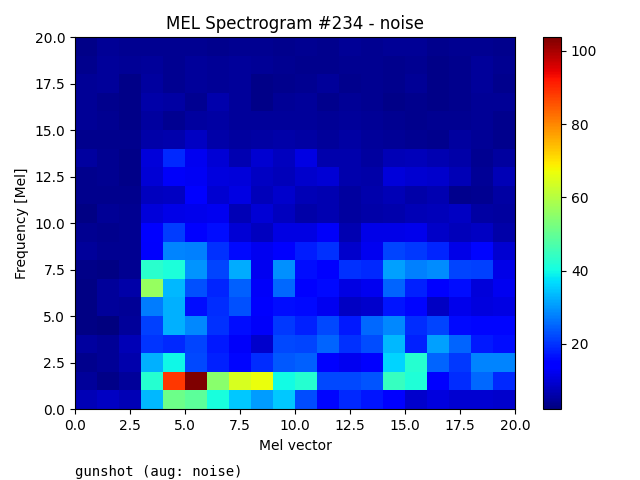 MEL Spectrogram #234 - noise
20.0
17.5
15.0
12.5
10.0
7.5
5.0
2.5
0.0
Frequency [Mel]
0.0 2.5 5.0 7.5 10.0 12.5 15.0 17.5 20.0
Mel vector
100
80
60
40
20
gunshot (aug: noise)